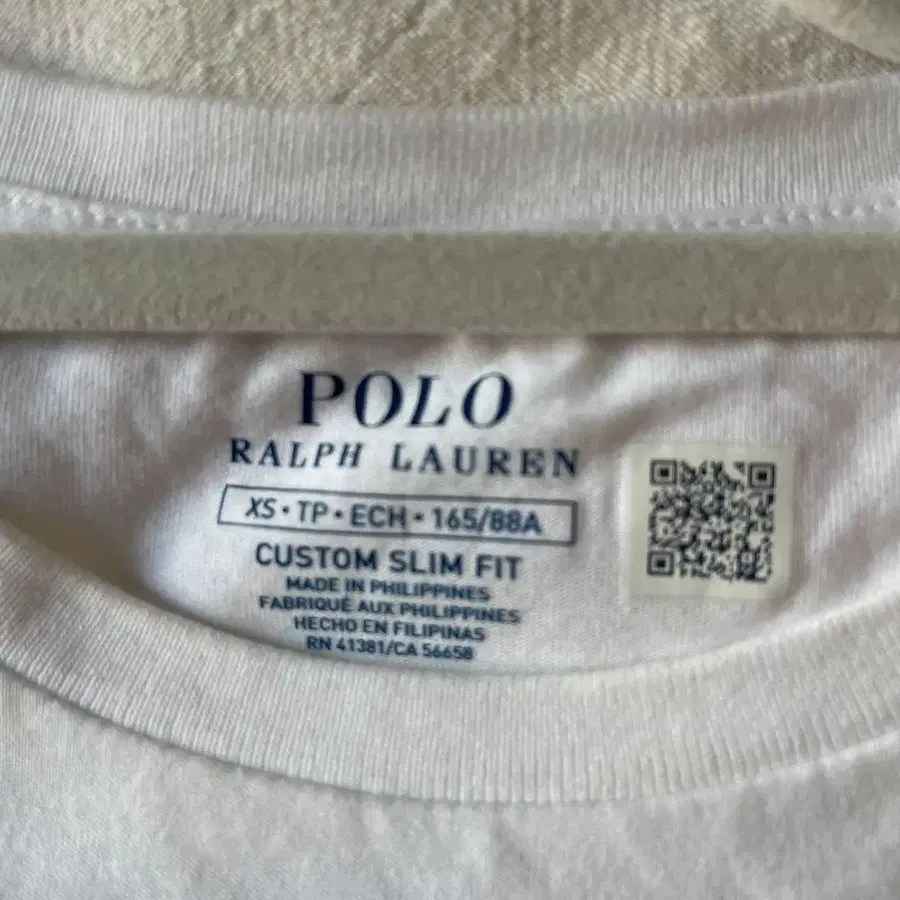 POLO
RALPH LAUREN
XS • TP • ECH • 165/88A
CUSTOM SLIM FIT
MADE IN PHILIPPINES
FABRIQUÉ AUX PHILIPPINES
HECHO EN FILIPINAS
RN 41381/CA 56658